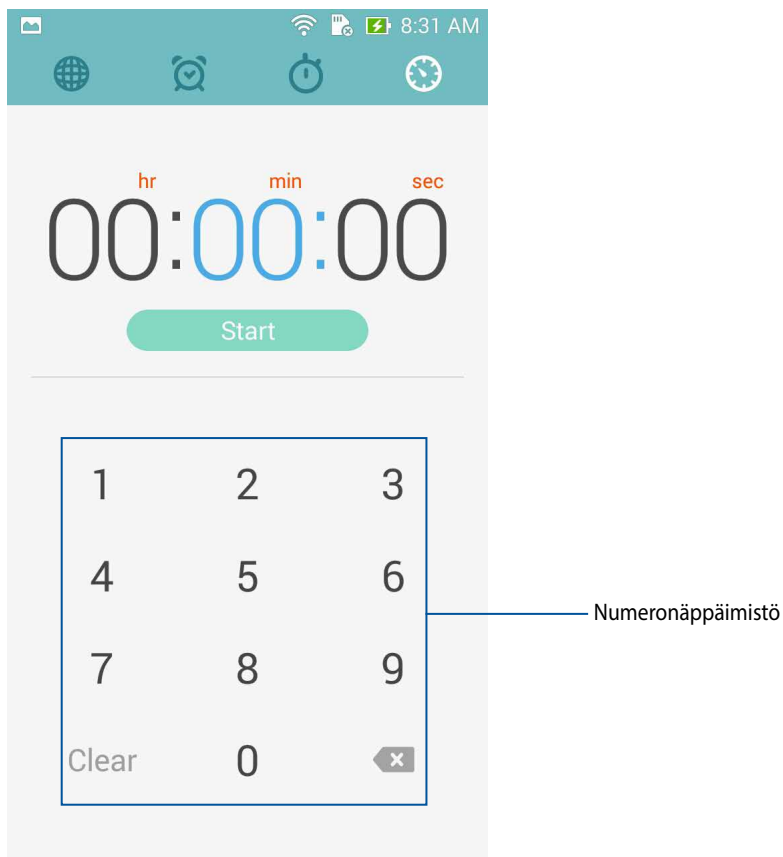 8:31 AM
hr min sec
00:00:00
Start
1 2 3
4 5 6
Numeronäppäimistö
7 8 9
Clear 0